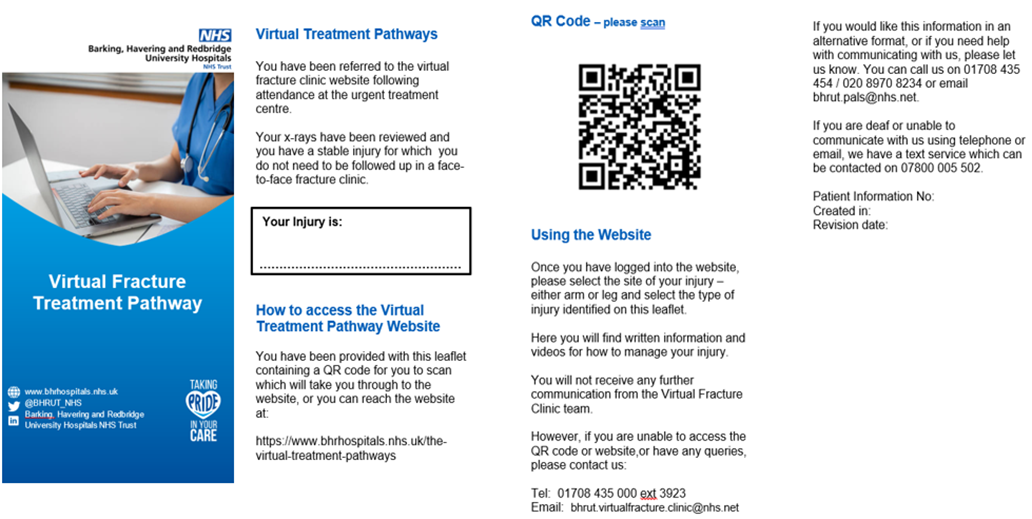 NHS
Barking, Havering and Redbridge
University Hospitals
NHS Trust
Virtual Fracture
Treatment Pathway
www.bhrhospitals.nhs.uk
@BHRUT_NHS
Barking, Havering and Redbridge
University Hospitals NHS Trust
TAKING
PRIDE
IN YOUR
CARE
Virtual Treatment Pathways
You have been referred to the virtual
fracture clinic website following
attendance at the urgent treatment
centre.
Your x-rays have been reviewed and
you have a stable injury for which you
do not need to be followed up in a face-
to-face fracture clinic.
Your Injury is:
How to access the Virtual
Treatment Pathway Website
You have been provided with this leaflet
containing a QR code for you to scan
which will take you through to the
website, or you can reach the website
at:
https://www.bhrhospitals.nhs.uk/the-
virtual-treatment-pathways
QR Code – please scan
Using the Website
Once you have logged into the website,
please select the site of your injury –
either arm or leg and select the type of
injury identified on this leaflet.
Here you will find written information and
videos for how to manage your injury.
You will not receive any further
communication from the Virtual Fracture
Clinic team.
However, if you are unable to access the
QR code or website,or have any queries,
please contact us:
Tel: 01708 435 000 ext 3923
Email: bhrut.virtualfracture.clinic@nhs.net
If you would like this information in an
alternative format, or if you need help
with communicating with us, please let
us know. You can call us on 01708 435
454 / 020 8970 8234 or email
bhrut.pals@nhs.net.
If you are deaf or unable to
communicate with us using telephone or
email, we have a text service which can
be contacted on 07800 005 502.
Patient Information No:
Created in:
Revision date: